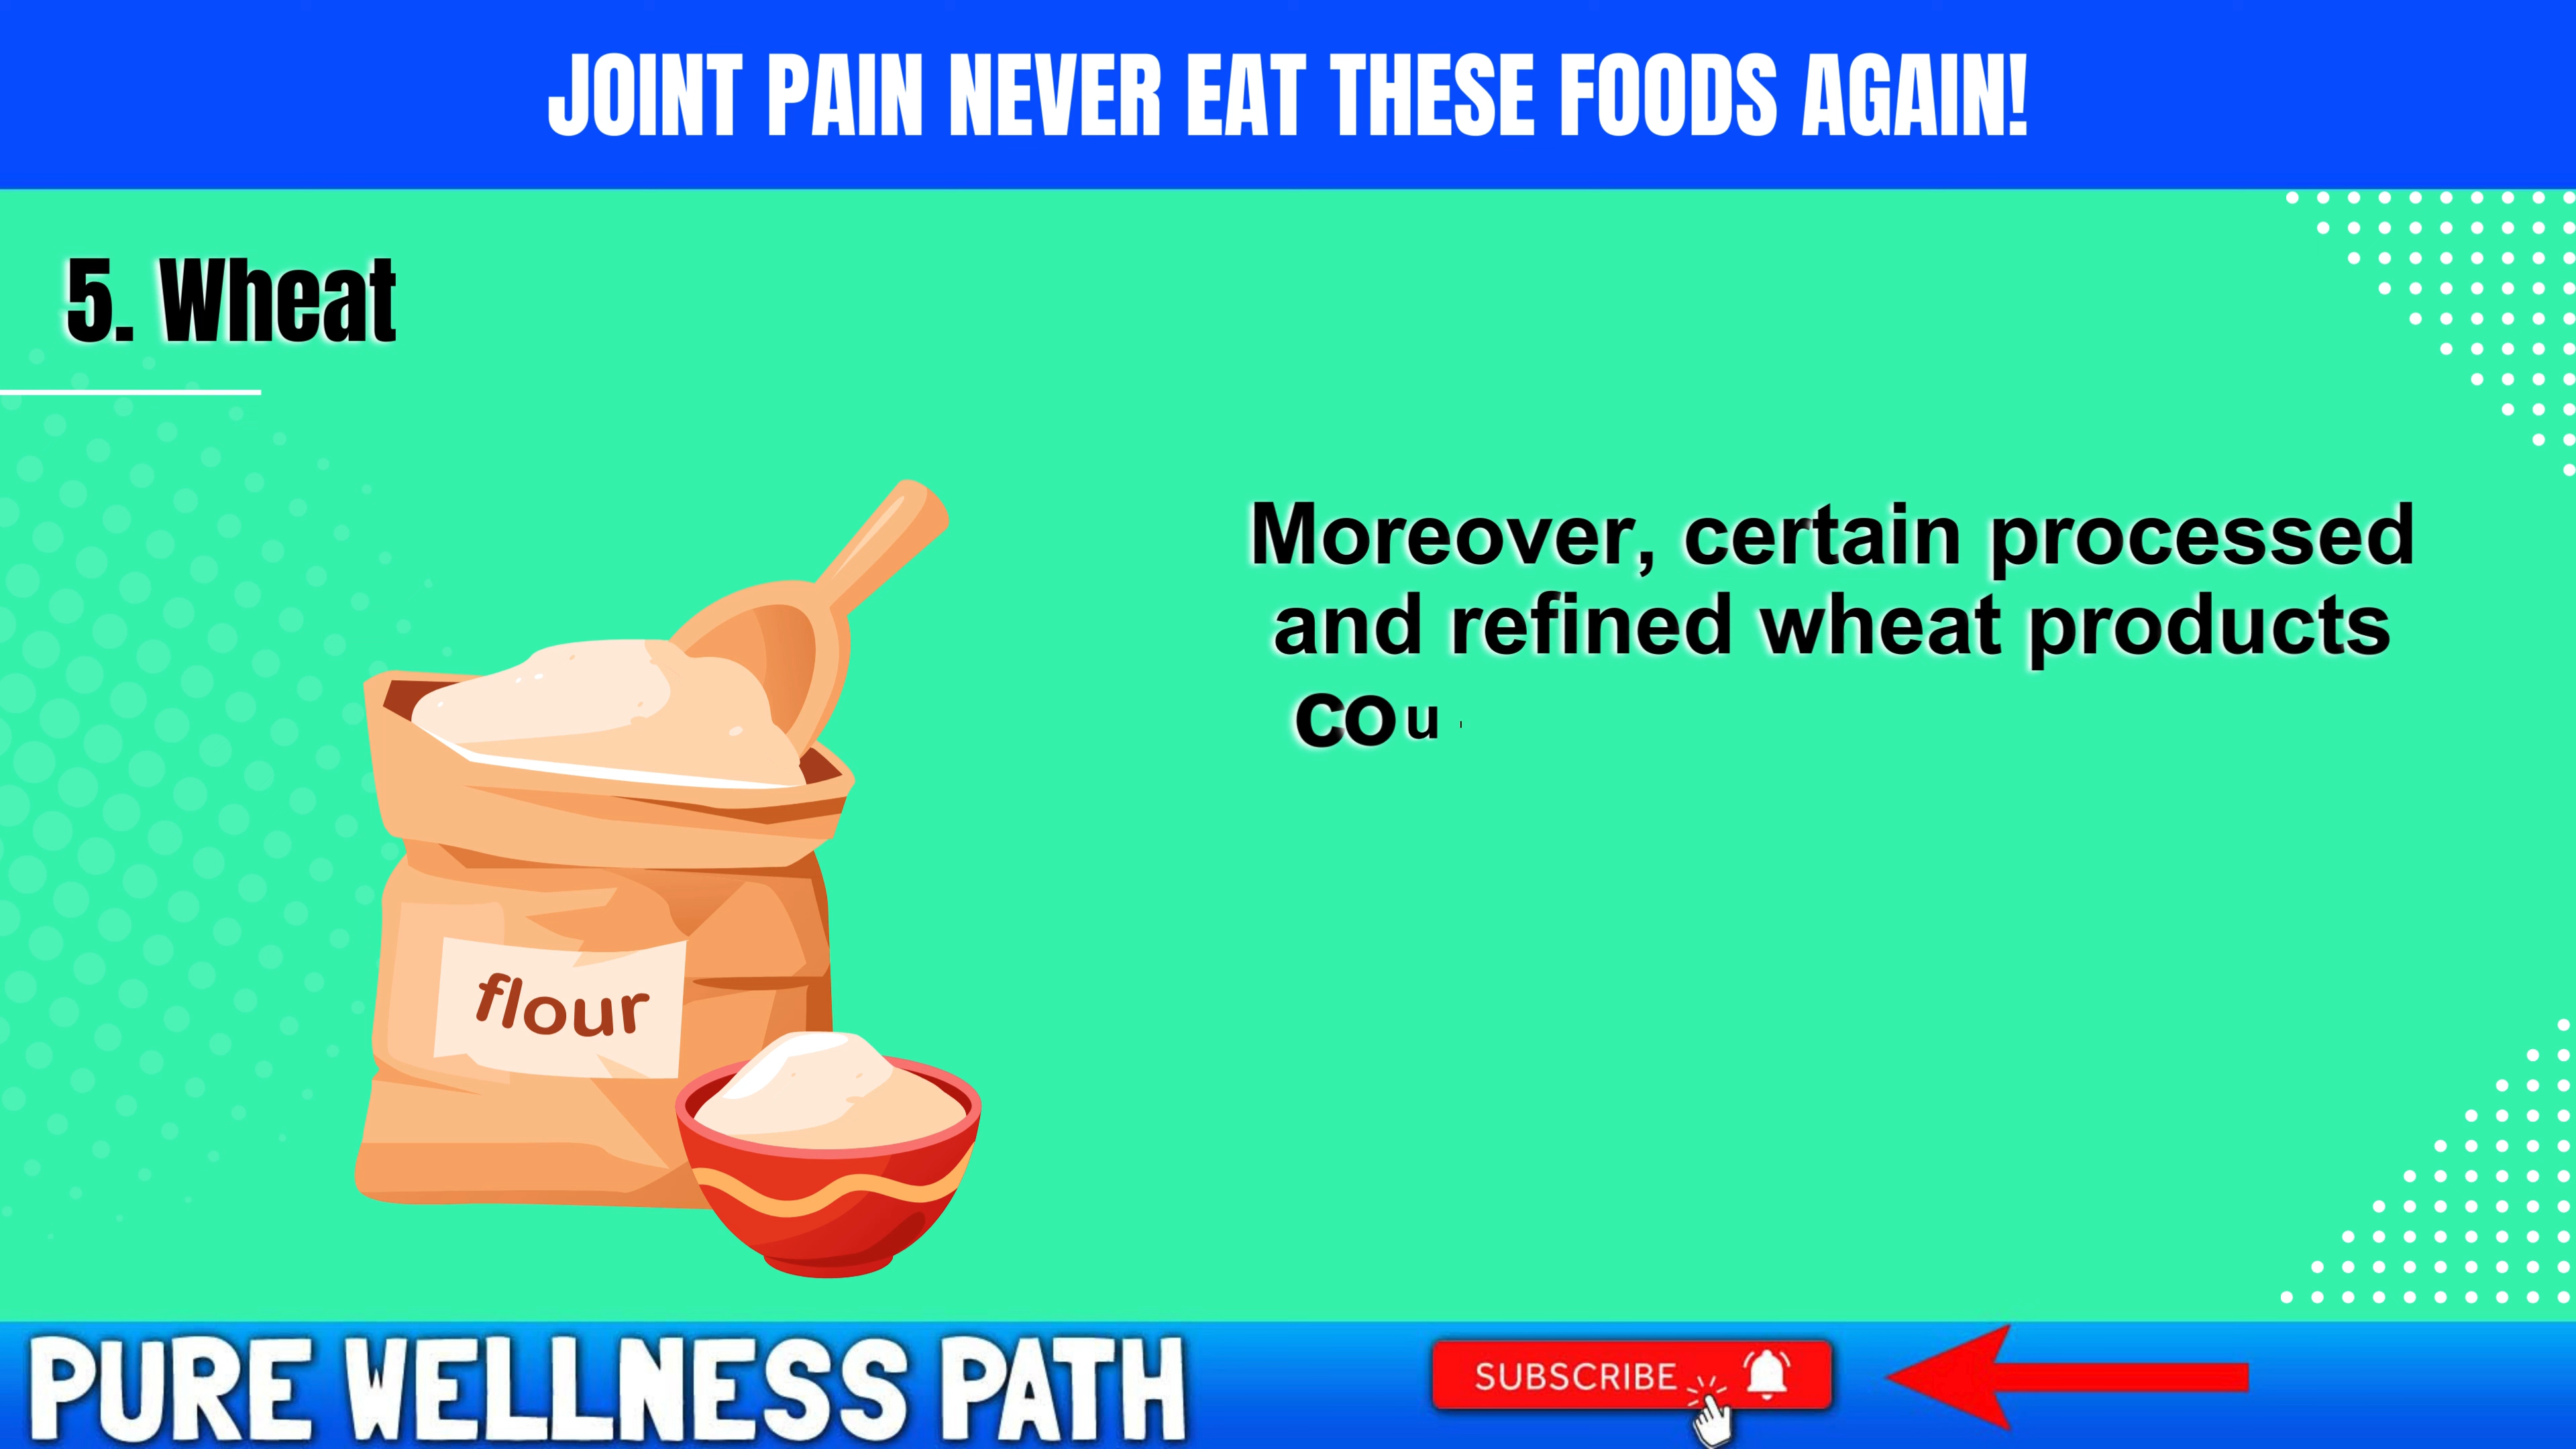 JOINT PAIN NEVER EAT THESE FOODS AGAIN!
5. Wheat
Moreover, certain processed
and refined wheat products
cou
flour
PURE WELLNESS PATH
SUBSCRIBE